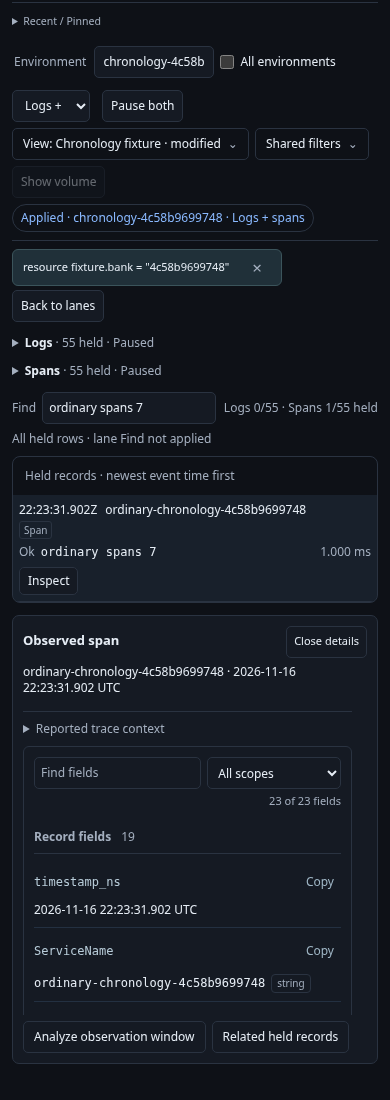 Recent / Pinned
Environment chronology-4c58b All environments
Logs + Pause both
View: Chronology fixture · modified Shared filters
Show volume
Applied · chronology-4c58b9699748 · Logs + spans
resource fixture.bank = "4c58b9699748" ×
Back to lanes
Logs · 55 held · Paused
Spans · 55 held · Paused
Find ordinary spans 7 Logs 0/55 · Spans 1/55 held
All held rows · lane Find not applied
Held records · newest event time first
22:23:31.902Z ordinary-chronology-4c58b9699748
Span
Ok ordinary spans 7 1.000 ms
Inspect
Observed span Close details
ordinary-chronology-4c58b9699748 · 2026-11-16
22:23:31.902 UTC
Reported trace context
Find fields All scopes
23 of 23 fields
Record fields 19
timestamp_ns Copy
2026-11-16 22:23:31.902 UTC
ServiceName Copy
ordinary-chronology-4c58b9699748 string
Analyze observation window Related held records